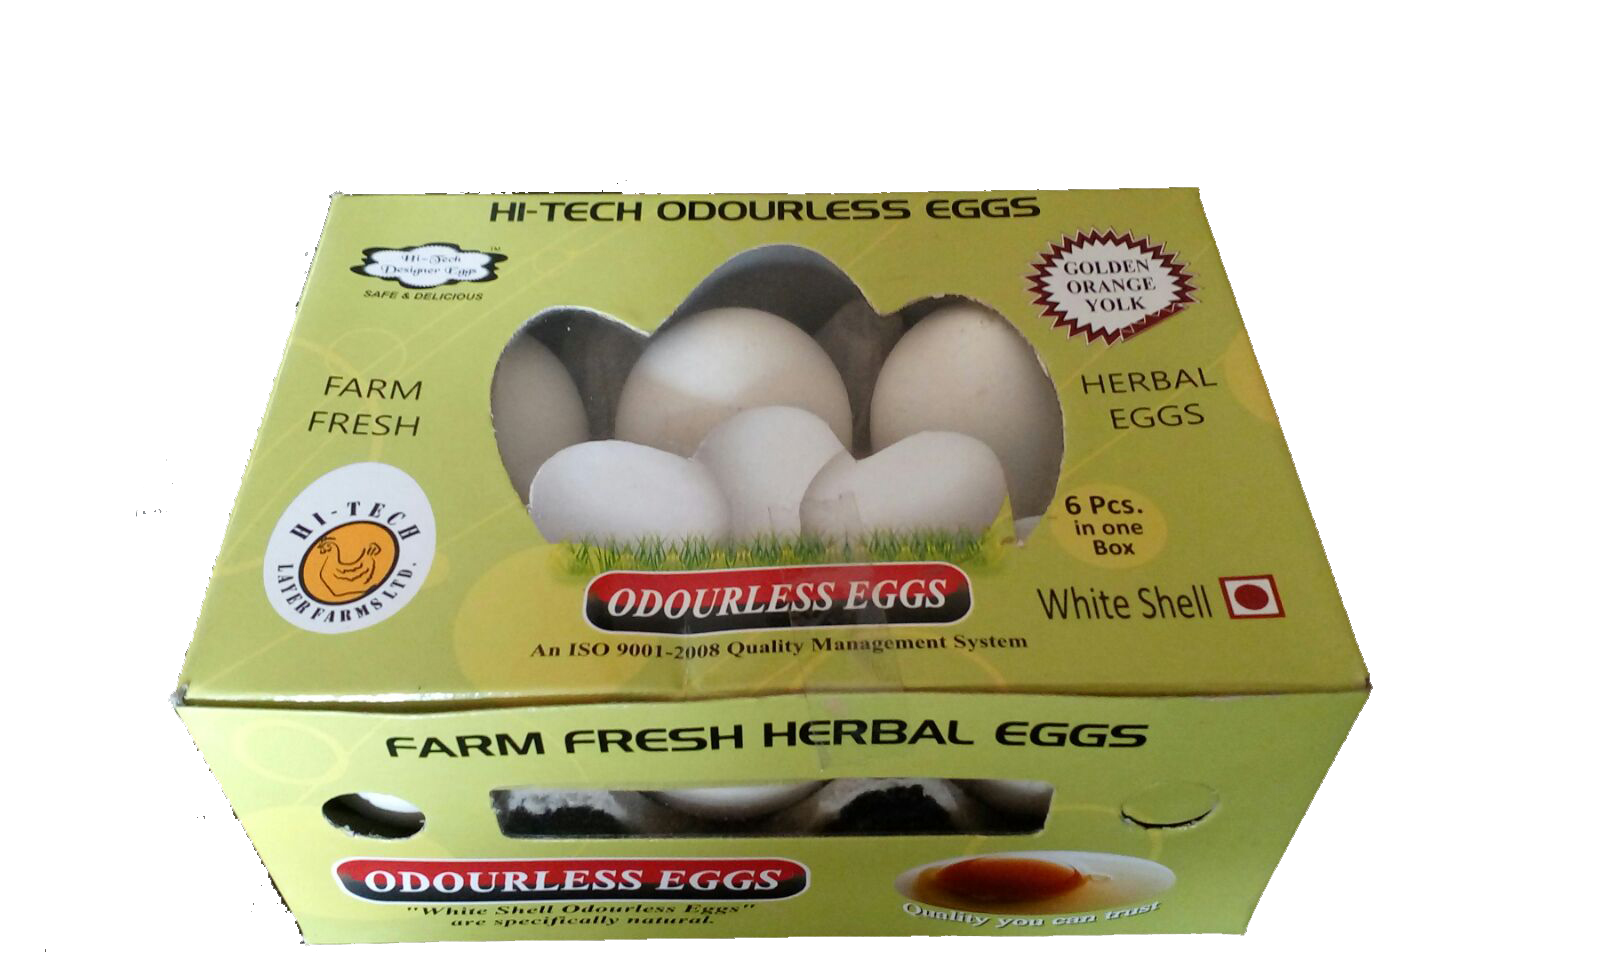 HI-TECH ODOURLESS EGGS
Hi-Tech
Designer Eggs
TM
SAFE & DELICIOUS
GOLDEN
ORANGE
YOLK
FARM
FRESH
HERBAL
EGGS
HI-TECH
LAYER FARMS LTD.
6 Pcs.
in one
Box
White Shell
ODOURLESS EGGS
An ISO 9001-2008 Quality Management System
FARM FRESH HERBAL EGGS
ODOURLESS EGGS
"White Shell Odourless Eggs"
are specifically natural.
Quality you can trust